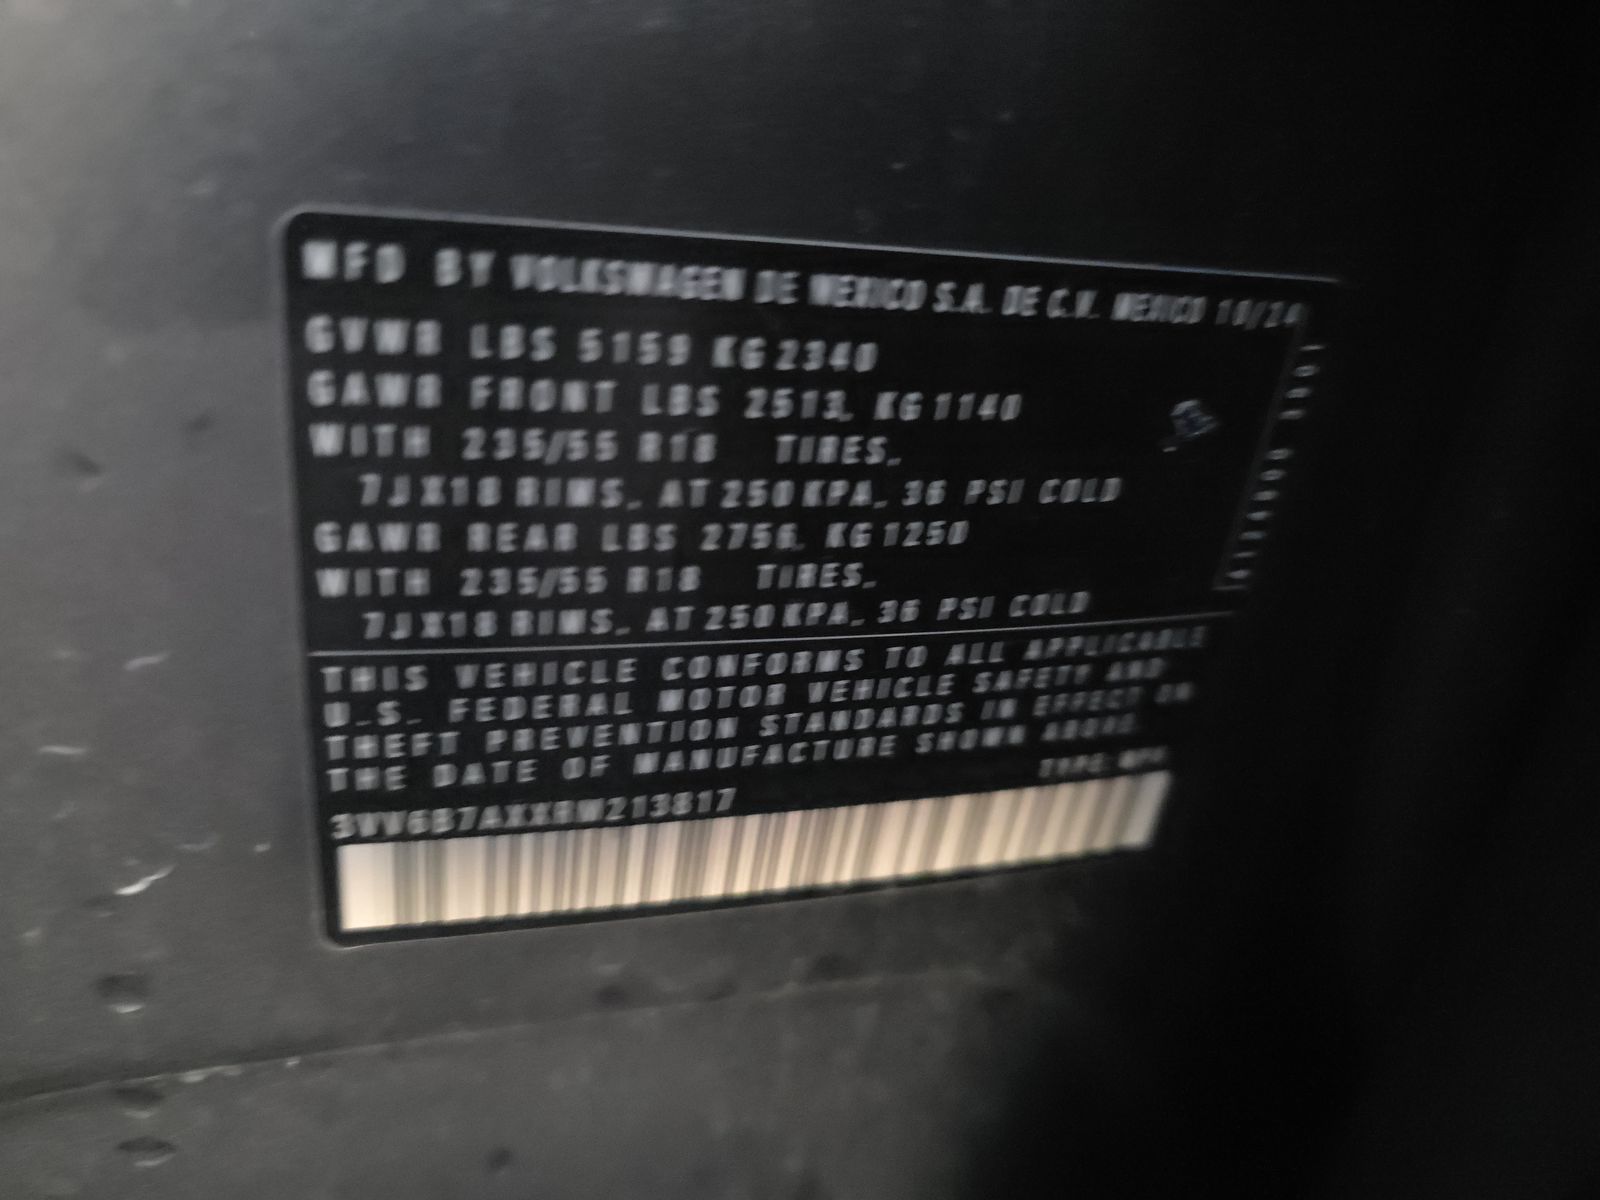 MFD BY VOLKSWAGEN DE MEXICO S.A. DE C.V. MEXICO 10/24
GVWR LBS 5159 KG 2340
GAWR FRONT LBS 2513, KG 1140
WITH 235/55 R18 TIRES,
7JX18 RIMS, AT 250 KPA, 36 PSI COLD
GAWR REAR LBS 2756, KG 1250
WITH 235/55 R18 TIRES,
7JX18 RIMS, AT 250 KPA, 36 PSI COLD
THIS VEHICLE CONFORMS TO ALL APPLICABLE
U.S. FEDERAL MOTOR VEHICLE SAFETY AND
THEFT PREVENTION STANDARDS IN EFFECT ON
THE DATE OF MANUFACTURE SHOWN ABOVE.
TYPE: MPV